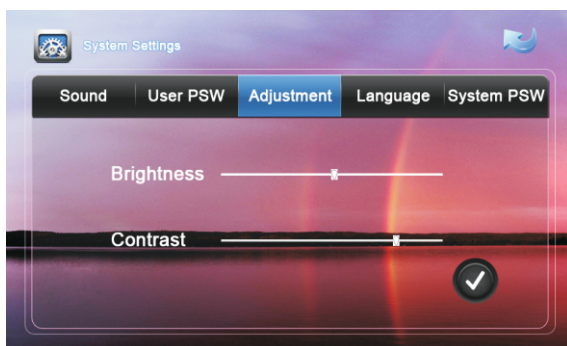 System Settings
Sound User PSW Adjustment Language System PSW
Brightness
Contrast